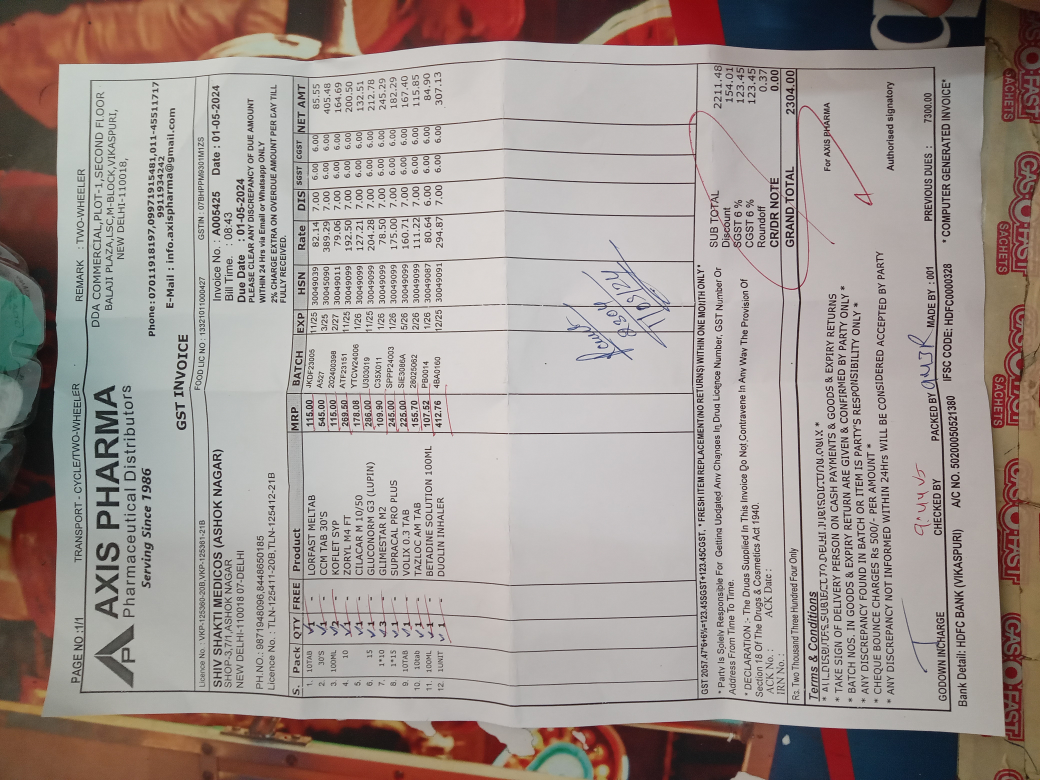 PAGE NO :1/1 TRANSPORT - CYCLE/TWO-WHEELER REMARK : TWO-WHEELER
AXIS PHARMA
Pharmaceutical Distributors
Serving Since 1986
DDA COMMERCIAL,PLOT-1,SECOND FLOOR
BALAJI PLAZA,LSC,M-BLOCK,VIKASPURI,
NEW DELHI-110018,
Phone:07011918197,09971915481,011-45511717
9911934242
E-Mail : info.axispharma@gmail.com
GST INVOICE
Licence No : VKP-125360-20B,VKP-125361-21B FOOD LIC NO : 13321011000427 GSTIN : 07BHPPM9301M1ZS
SHIV SHAKTI MEDICOS (ASHOK NAGAR)
SHOP-3,7/1,ASHOK NAGAR
NEW DELHI-110018 07-DELHI
PH.NO.: 9871948096,8448650185
Licence No.: TLN-125411-20B,TLN-125412-21B
Invoice No. : A005425 Date : 01-05-2024
Bill Time. : 08:43
Due Date : 01-05-2024
PLEASE CLEAR ANY DISCREPANCY OF DUE AMOUNT
WITHIN 24 Hrs via Email or Whatsapp ONLY
2% CHARGE EXTRA ON OVERDUE AMOUNT PER DAY TILL
FULLY RECEIVED.
S. Pack QTY FREE Product MRP BATCH EXP HSN Rate DIS SGST CGST NET AMT
1. 10TAB 1 - LORFAST MELTAB 115.00 KDF23005 11/25 30049039 82.14 7.00 6.00 6.00 85.55
2. 30'S 1 - CCM TAB 30'S 545.00 A527 3/25 30045090 389.29 7.00 6.00 6.00 405.48
3. 100ML 2 - KOFLET SYP 115.00 202400398 2/27 30049011 79.06 7.00 6.00 6.00 164.69
4. 10 1 - ZORYL M4 FT 269.50 ATF23151 11/25 30049099 192.50 7.00 6.00 6.00 200.50
5. 1 - CILACAR M 10/50 178.08 YTCW24006 1/26 30049099 127.21 7.00 6.00 6.00 132.51
6. 15 1 - GLUCONORM G3 (LUPIN) 286.00 U303019 11/25 30049099 204.28 7.00 6.00 6.00 212.78
7. 1*10 3 - GLIMESTAR M2 109.90 C35X011 1/26 30049099 78.50 7.00 6.00 6.00 245.29
8. 1*15 1 - SUPRACAL PRO PLUS 245.00 SPPP24003 1/26 30049099 175.00 7.00 6.00 6.00 182.29
9. 10TAB 1 - VOLIX 0.3 TAB 225.00 SIE3086A 5/26 30049099 160.71 7.00 6.00 6.00 167.40
10. 10tab 1 - TAZLOC AM TAB 155.70 28025062 2/26 30049099 111.22 7.00 6.00 6.00 115.85
11. 100ML 1 - BETADINE SOLUTION 100ML 107.52 PB0014 1/26 30049087 80.64 6.00 6.00 6.00 84.90
12. 1UNIT 1 - DUOLIN INHALER 412.76 4BA0160 12/25 30049091 294.87 7.00 6.00 6.00 307.13
2304
GST 2057.47*6+6%=123.45SGST+123.45CGST, * FRESH ITEM REPLACEMENT(NO RETURNS) WITHIN ONE MONTH ONLY *
* Party Is Solely Responsible For Getting Updated Any Changes In Drug Licence Number, GST Number Or
Address From Time To Time.
* DECLARATION :- The Drugs Supplied In This Invoice Do Not Contravene In Any Way The Provision Of
Section 18 Of The Drugs & Cosmetics Act 1940.
ACK No.: ACK Date :
IRN No.:
SUB TOTAL 2211.48
Discount 154.01
SGST 6 % 123.45
CGST 6 % 123.45
Roundoff 0.37
CR/DR NOTE 0.00
Rs. Two Thousand Three Hundred Four Only GRAND TOTAL 2304.00
Terms & Conditions
* ALL DISPUTES SUBJECT TO DELHI JURISDICTION ONLY *
* TAKE SIGN OF DELIVERY PERSON ON CASH PAYMENTS & GOODS & EXPIRY RETURNS
* BATCH NOS. IN GOODS & EXPIRY RETURN ARE GIVEN & CONFIRMED BY PARTY ONLY *
* ANY DISCREPANCY FOUND IN BATCH OR ITEM IS PARTY'S RESPONSIBILITY ONLY *
* CHEQUE BOUNCE CHARGES Rs 500/- PER AMOUNT *
* ANY DISCREPANCY NOT INFORMED WITHIN 24Hrs WILL BE CONSIDERED ACCEPTED BY PARTY
For AXIS PHARMA
Authorised signatory
9:45
GODOWN INCHARGE CHECKED BY PACKED BY MADE BY :001 PREVIOUS DUES : 7300.00
Bank Detail: HDFC BANK (VIKASPURI) A/C NO. 50200050521380 IFSC CODE: HDFC0000328 * COMPUTER GENERATED INVOICE*
CAS-O-FAST
SACHETS
CAS-O-FAST
SACHETS
CAS-O-FAST
SACHETS
CAS-O-FAST